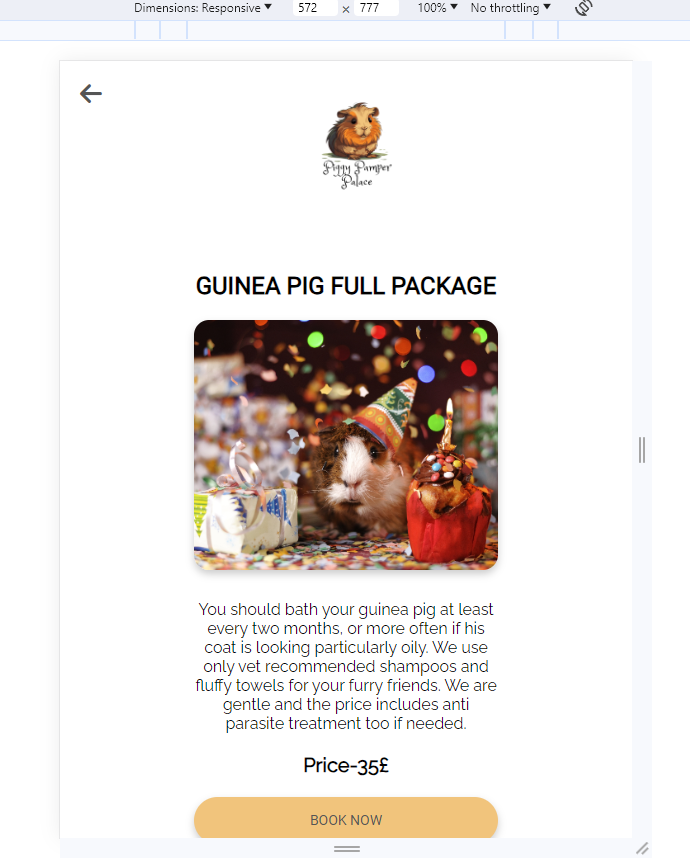 Dimensions: Responsive 572 × 777 100% No throttling
Piggy Pamper
Palace
GUINEA PIG FULL PACKAGE
You should bath your guinea pig at least
every two months, or more often if his
coat is looking particularly oily. We use
only vet recommended shampoos and
fluffy towels for your furry friends. We are
gentle and the price includes anti
parasite treatment too if needed.
Price-35£
BOOK NOW